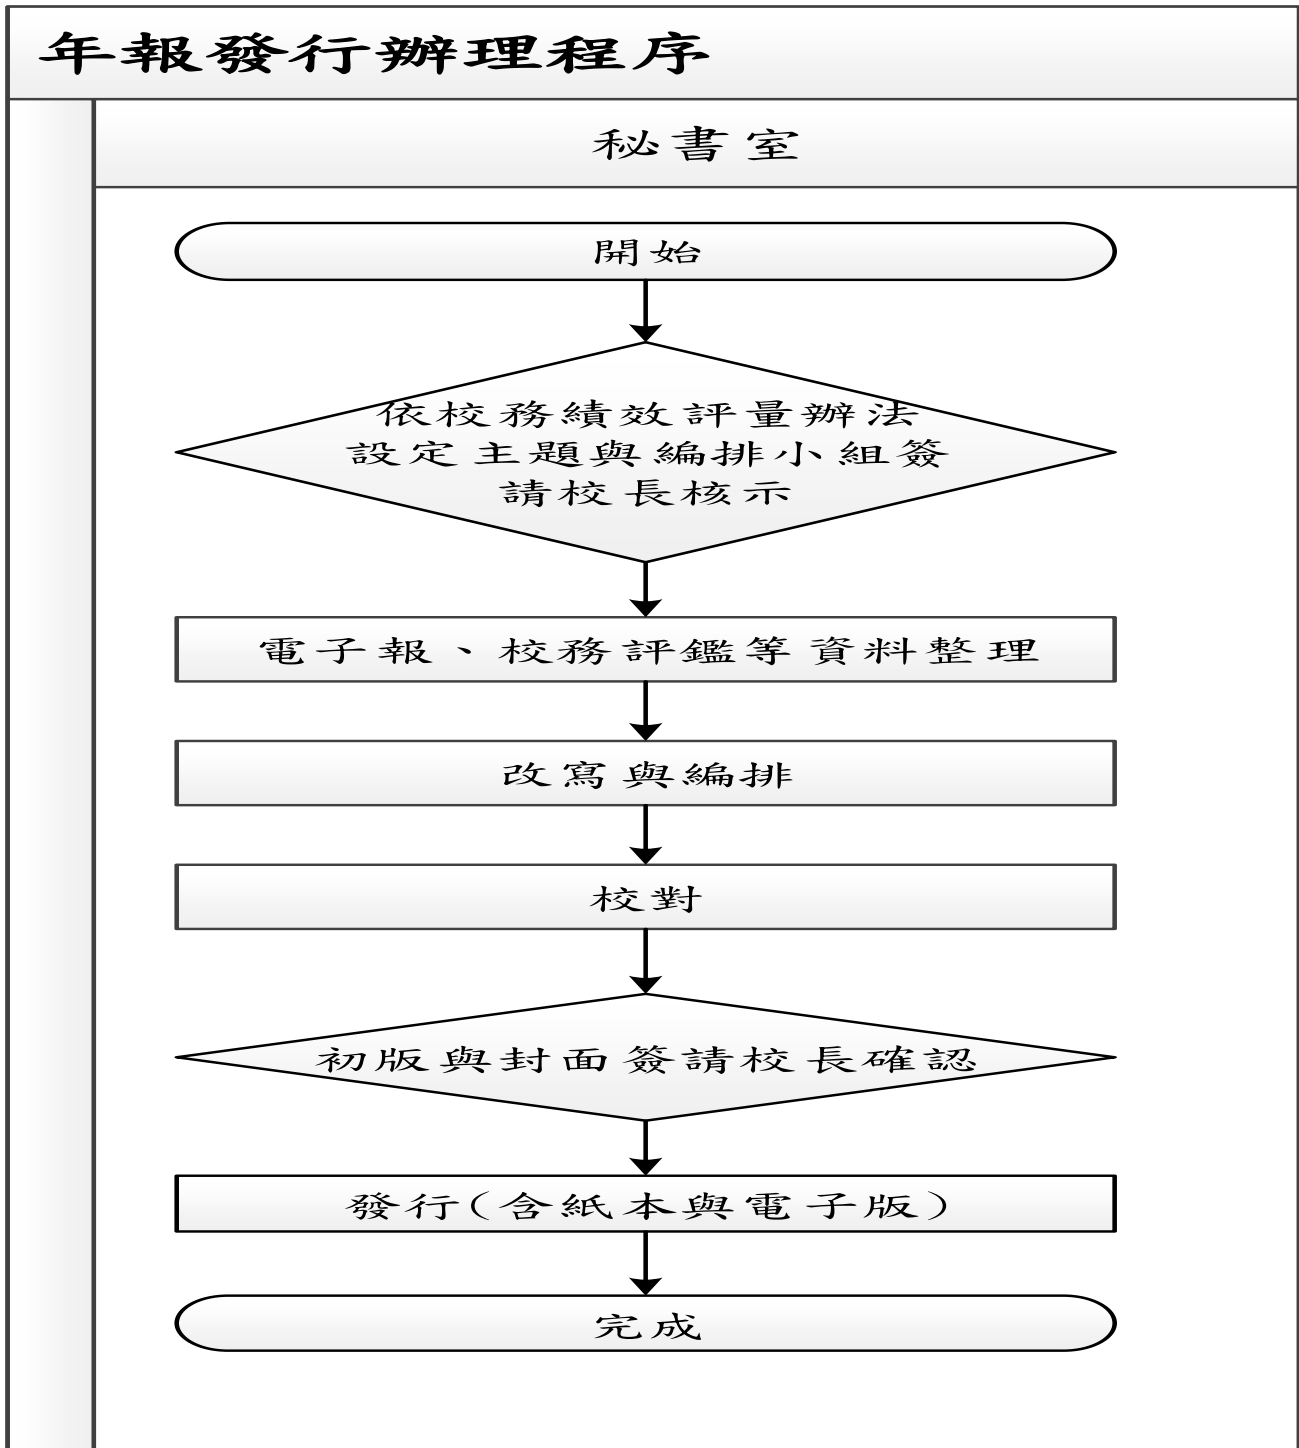 年報發行辦理程序
秘書室
開始
依校務績效評量辦法
設定主題與編排小組簽
請校長核示
電子報、校務評鑑等資料整理
改寫與編排
校對
初版與封面簽請校長確認
發行(含紙本與電子版)
完成